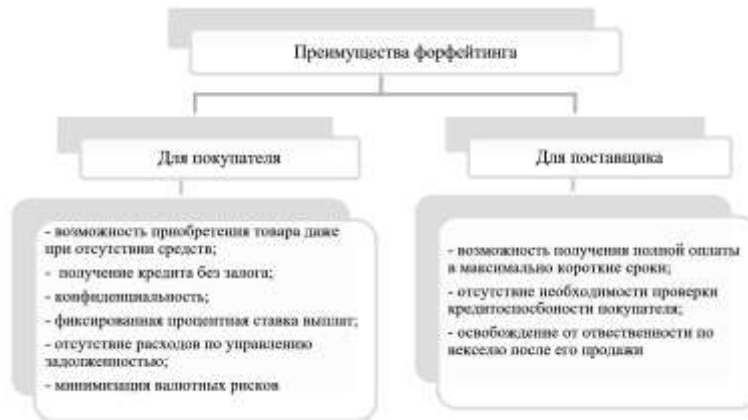 Преимущества форфейтинга
Для покупателя
- возможность приобретения товара даже
при отсутствии средств;
- получение кредита без залога;
- конфиденциальность;
- фиксированная процентная ставка выплат;
- отсутствие расходов по управлению
задолженностью;
- минимизация валютных рисков
Для поставщика
- возможность получения полной оплаты
в максимально короткие сроки;
- отсутствие необходимости проверки
кредитоспобоности покупателя;
- освобождение от отвественности по
векселю после его продажи